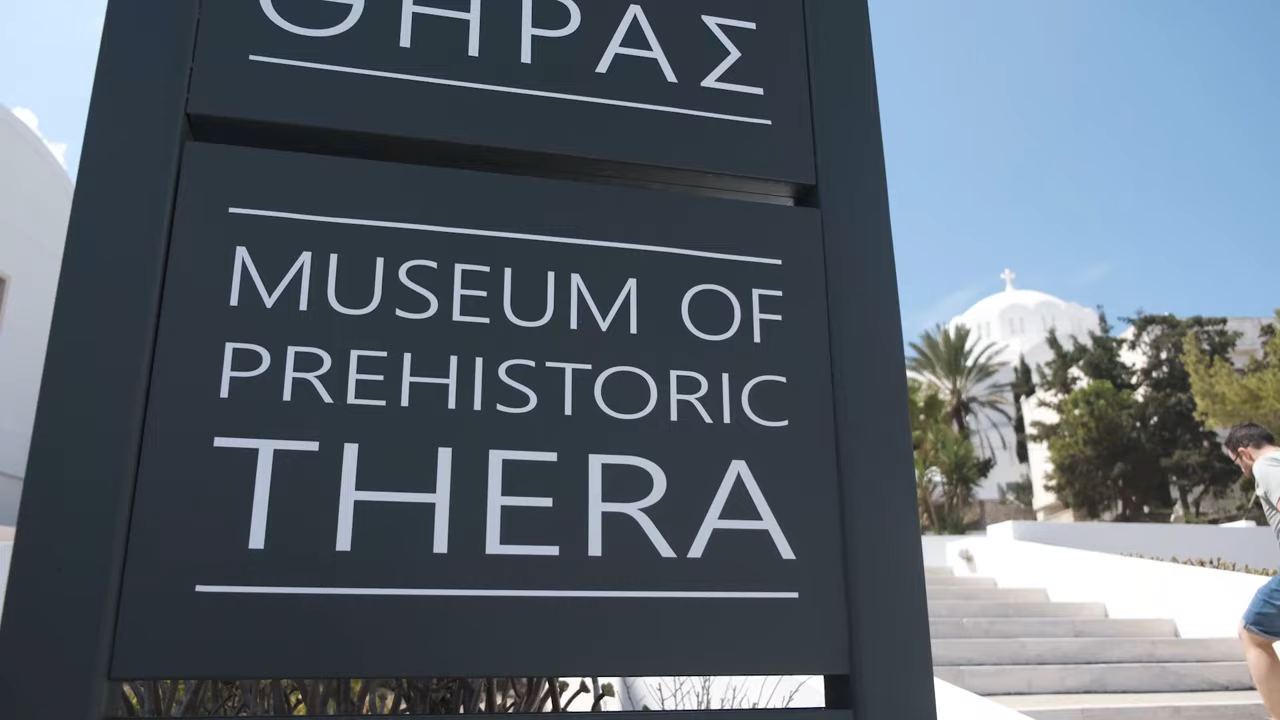 ΘΗΡΑΣ
MUSEUM OF
PREHISTORIC
THERA